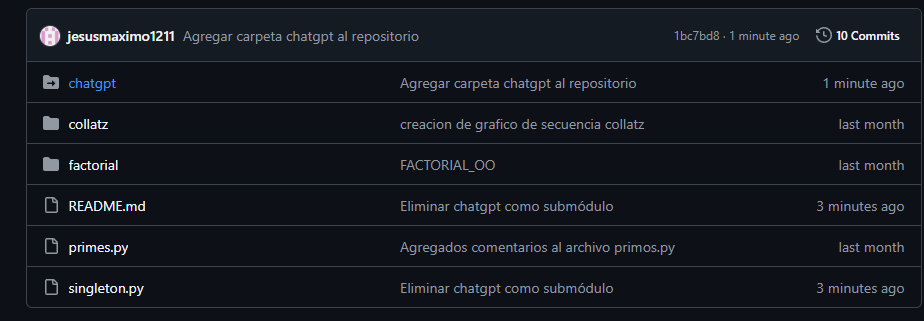 jesusmaximo1211 Agregar carpeta chatgpt al repositorio 1bc7bd8 · 1 minute ago 10 Commits
chatgpt Agregar carpeta chatgpt al repositorio 1 minute ago
collatz creacion de grafico de secuencia collatz last month
factorial FACTORIAL_OO last month
README.md Eliminar chatgpt como submódulo 3 minutes ago
primes.py Agregados comentarios al archivo primos.py last month
singleton.py Eliminar chatgpt como submódulo 3 minutes ago